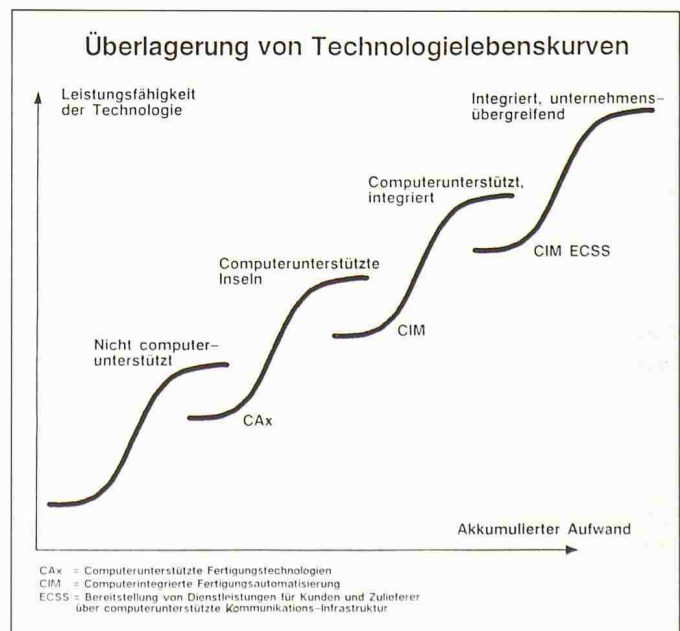 Überlagerung von Technologielebenskurven
Leistungsfähigkeit
der Technologie
Integriert, unternehmens-
übergreifend
Computerunterstützt,
integriert
CIM ECSS
Computerunterstützte
Inseln
CIM
Nicht computer-
unterstützt
CAx
Akkumulierter Aufwand
CAx = Computerunterstützte Fertigungstechnologien
CIM = Computerintegrierte Fertigungsautomatisierung
ECSS = Bereitstellung von Dienstleistungen für Kunden und Zulieferer
über computerunterstützte Kommunikations-Infrastruktur